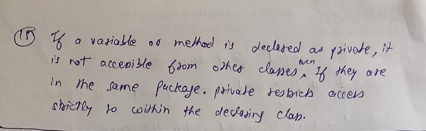 (15) If a variable or method is declared as private, it
is not accessible from other classes even if they are
in the same package. private restricts access
strictly to within the declaring class.